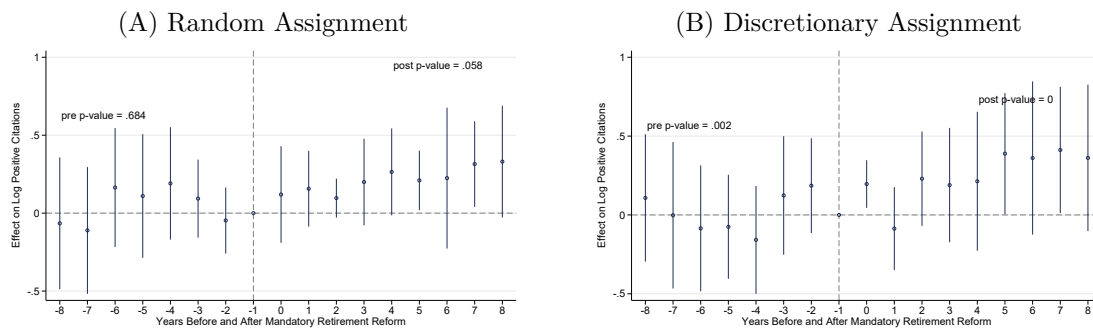 (A) Random Assignment
post p-value = .058
pre p-value = .684
Effect on Log Positive Citations
1
.5
0
-.5
-8 -7 -6 -5 -4 -3 -2 -1 0 1 2 3 4 5 6 7 8
Years Before and After Mandatory Retirement Reform
(B) Discretionary Assignment
post p-value = 0
pre p-value = .002
Effect on Log Positive Citations
1
.5
0
-.5
-8 -7 -6 -5 -4 -3 -2 -1 0 1 2 3 4 5 6 7 8
Years Before and After Mandatory Retirement Reform